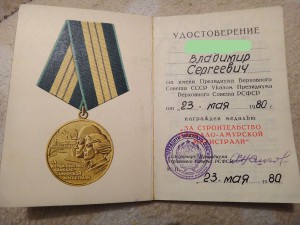 УДОСТОВЕРЕНИЕ
Владимир
Сергеевич
от имени Президиума Верховного
Совета СССР Указом Президиума
Верховного Совета РСФСР
от „23“ мая 1980 г.
награжден медалью
„ЗА СТРОИТЕЛЬСТВО
БАЙКАЛО-АМУРСКОЙ
МАГИСТРАЛИ“
23. мая 1980